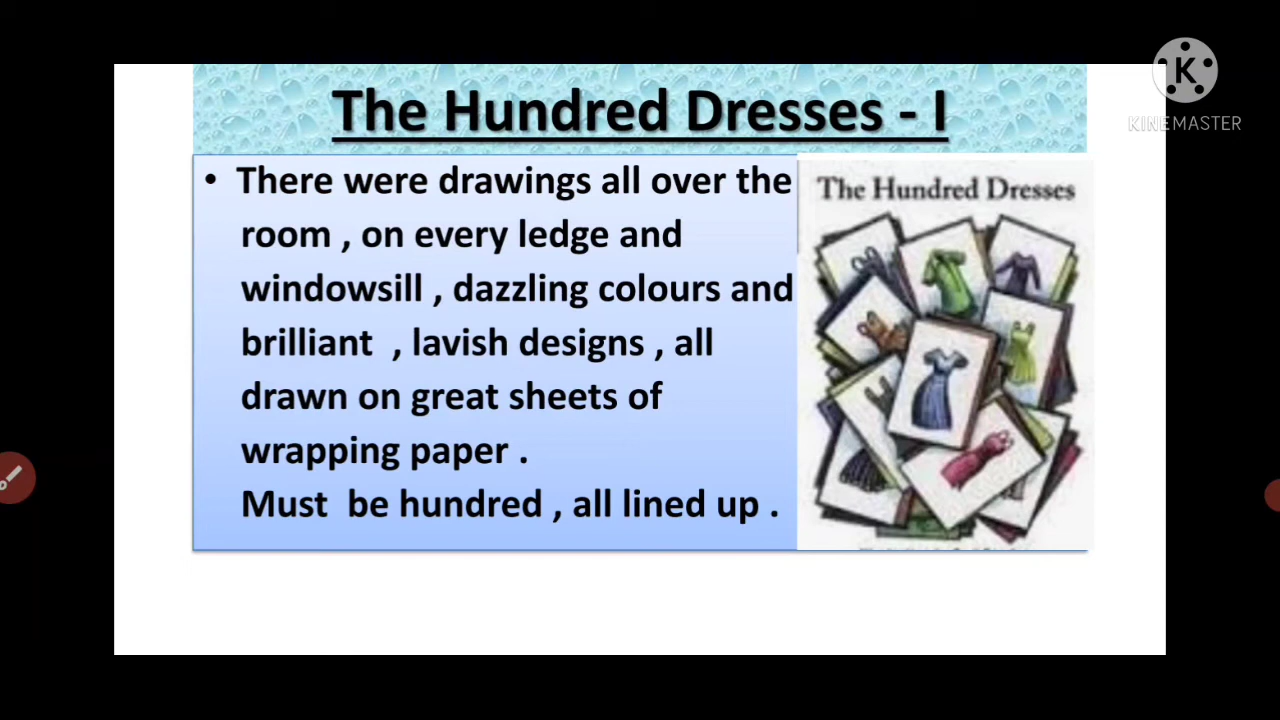 The Hundred Dresses - I
• There were drawings all over the
room , on every ledge and
windowsill , dazzling colours and
brilliant , lavish designs , all
drawn on great sheets of
wrapping paper .
Must be hundred , all lined up .
The Hundred Dresses
K
KINEMASTER